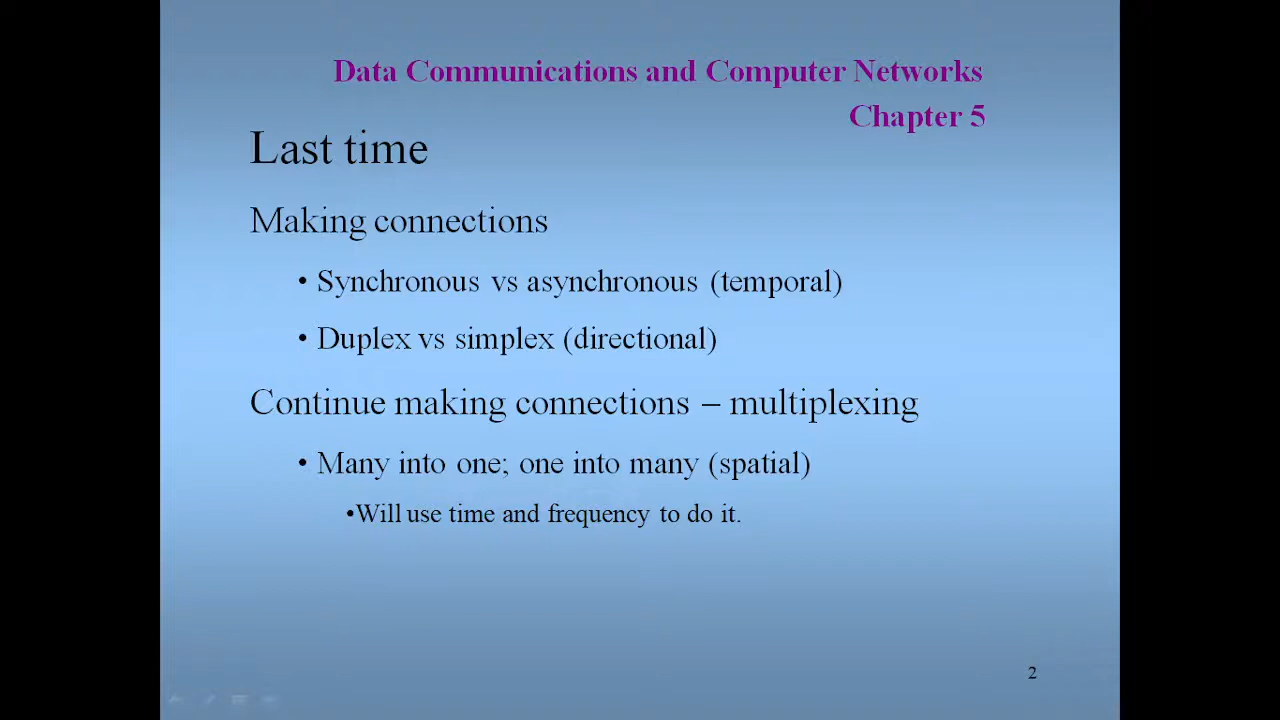 Data Communications and Computer Networks
Chapter 5
Last time
Making connections
• Synchronous vs asynchronous (temporal)
• Duplex vs simplex (directional)
Continue making connections – multiplexing
• Many into one; one into many (spatial)
•Will use time and frequency to do it.
2